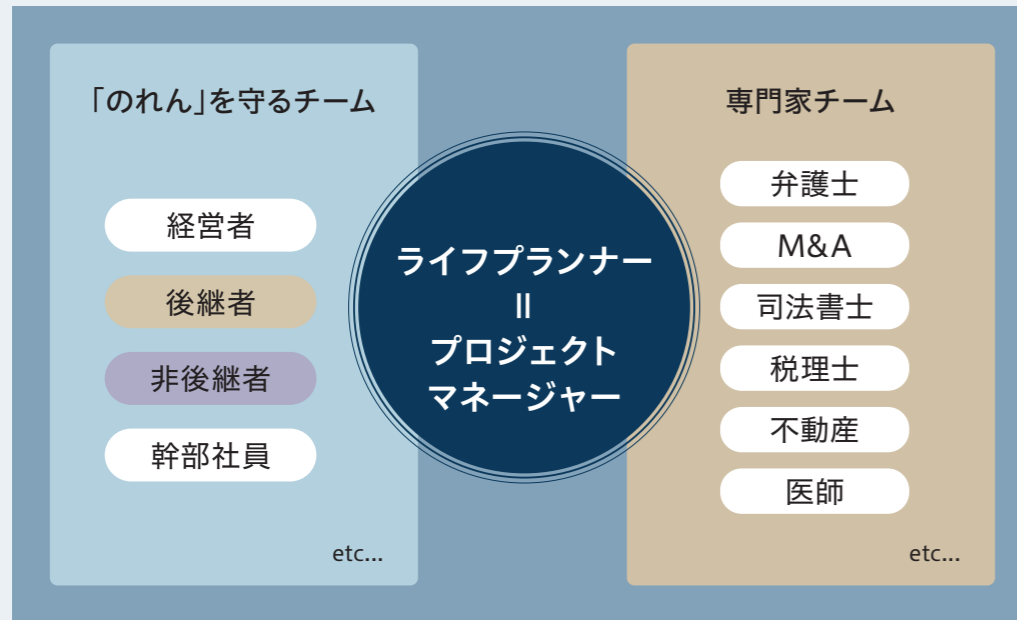 「のれん」を守るチーム
経営者
後継者
非後継者
幹部社員
etc...
ライフプランナー
=
プロジェクト
マネージャー
専門家チーム
弁護士
M&A
司法書士
税理士
不動産
医師
etc...